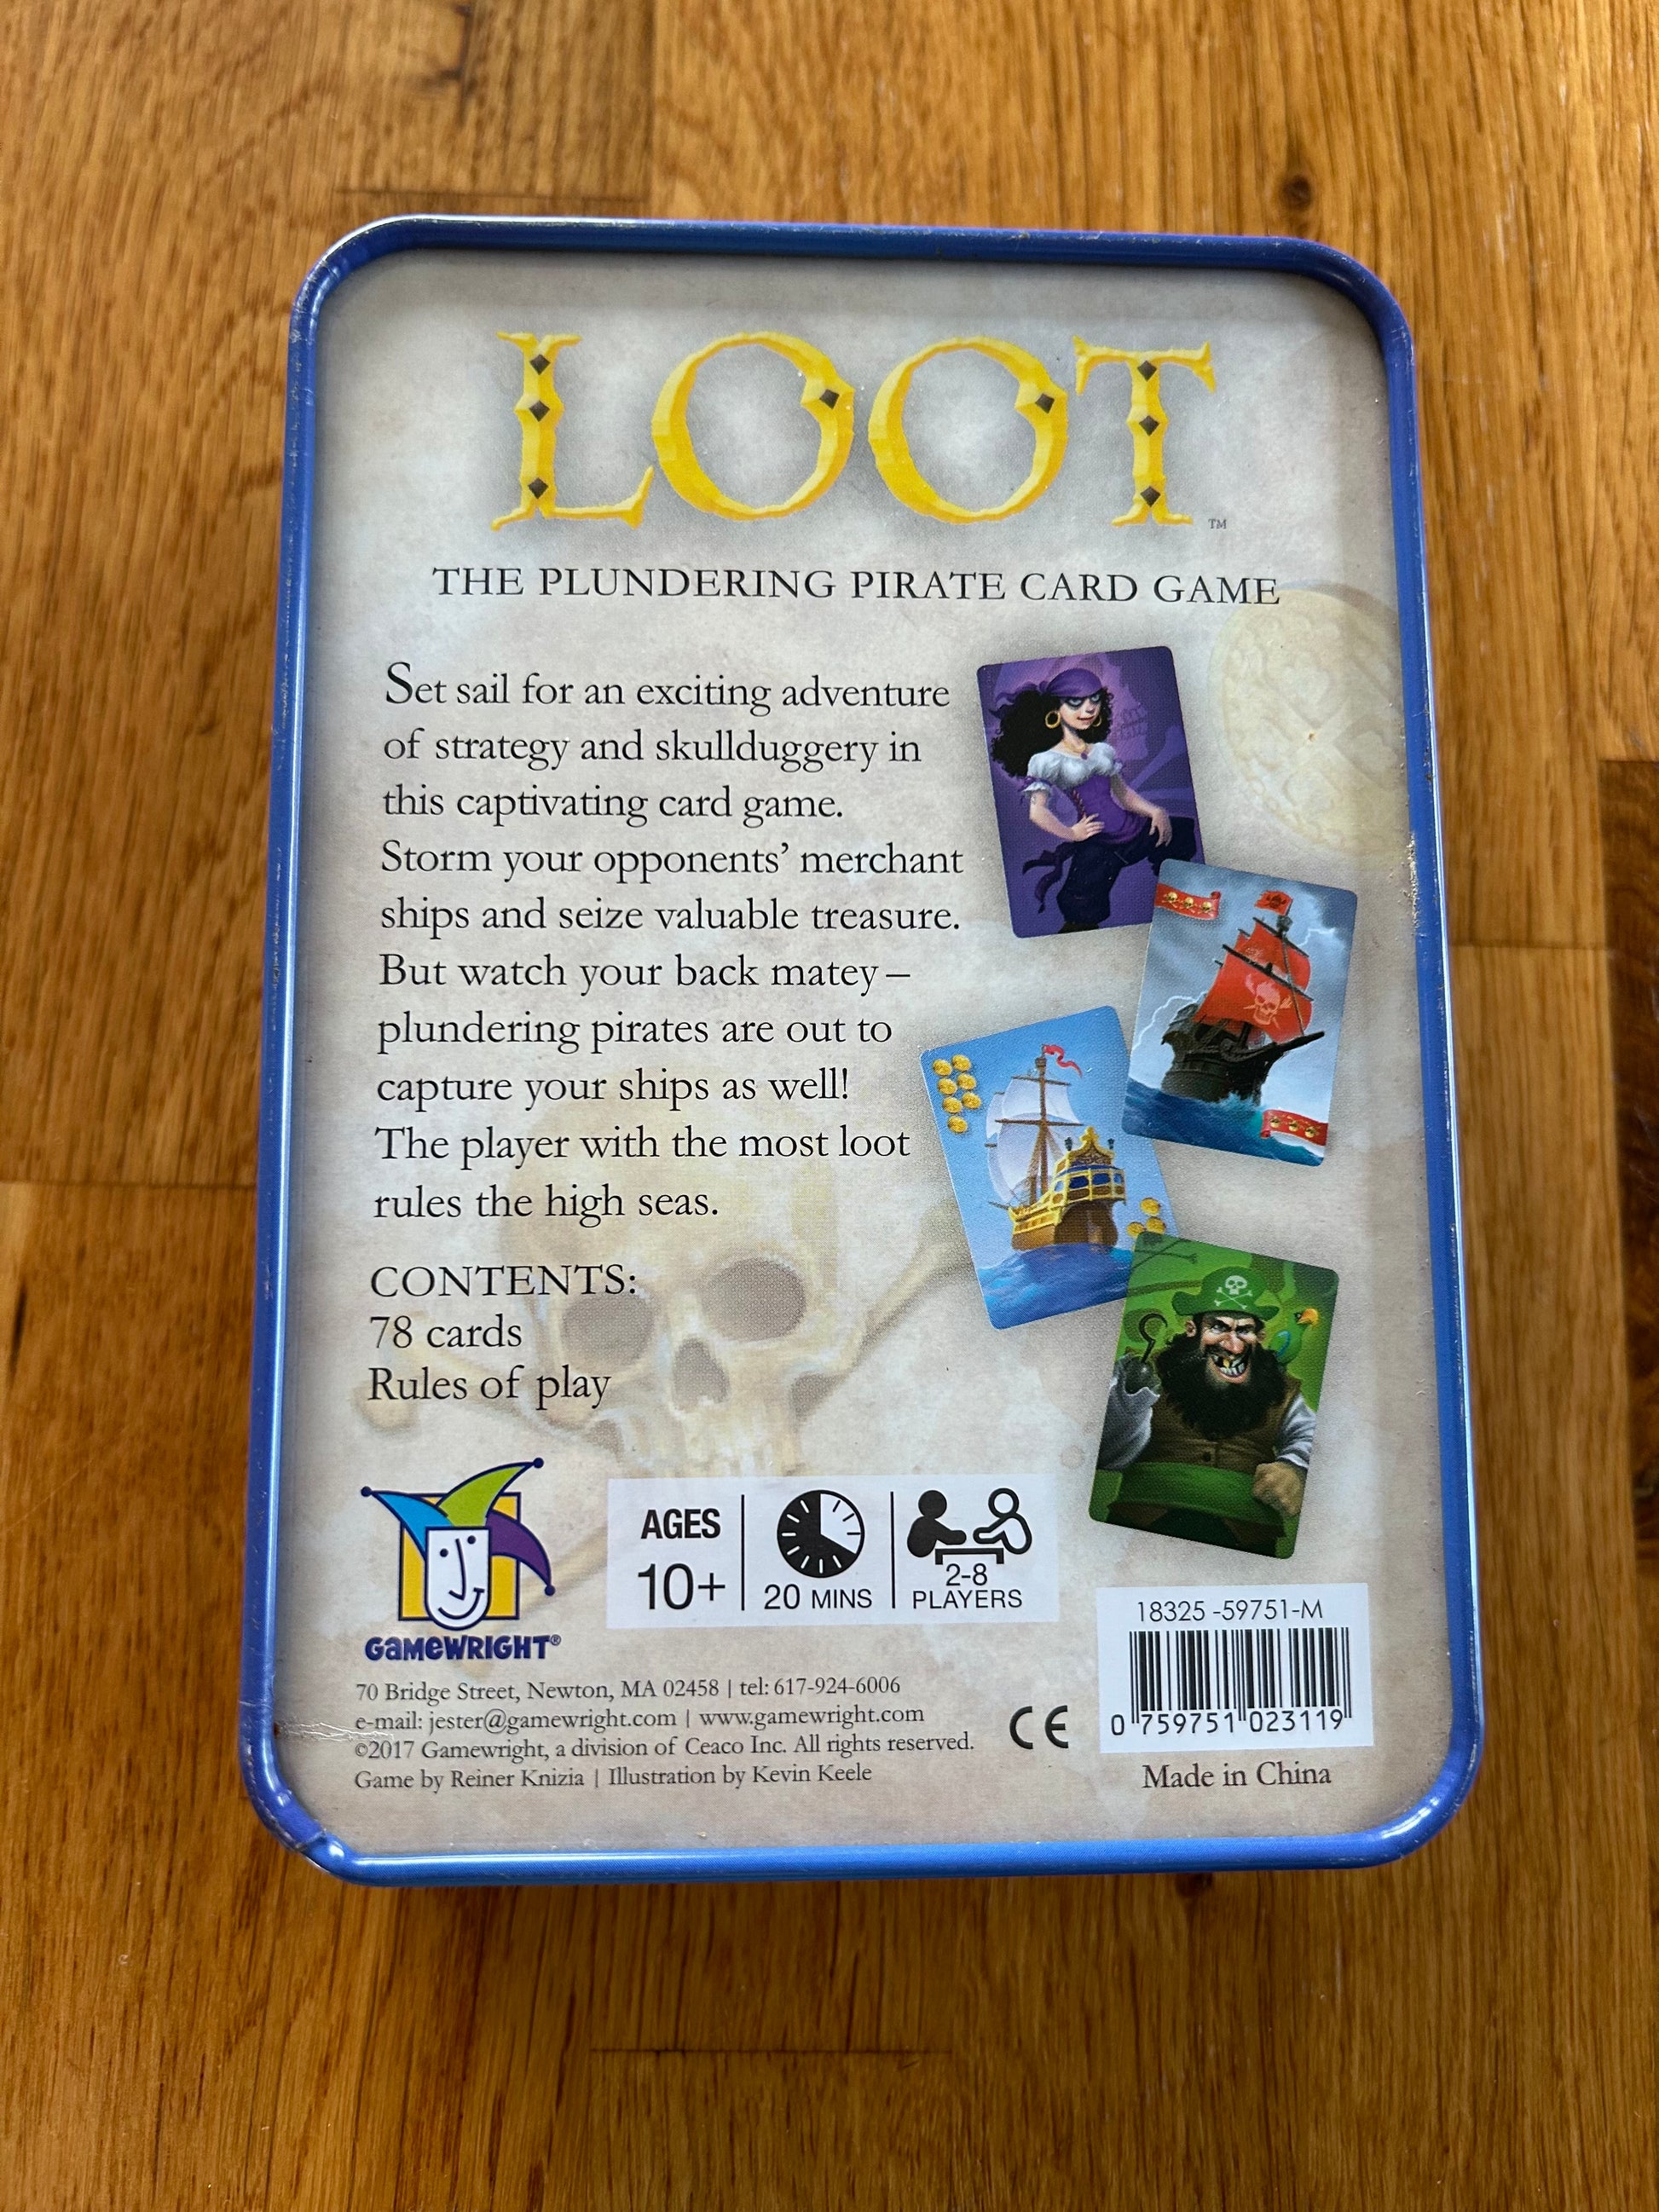 LOOT™
THE PLUNDERING PIRATE CARD GAME
Set sail for an exciting adventure
of strategy and skullduggery in
this captivating card game.
Storm your opponents’ merchant
ships and seize valuable treasure.
But watch your back matey –
plundering pirates are out to
capture your ships as well!
The player with the most loot
rules the high seas.
CONTENTS:
78 cards
Rules of play
GAMEWRIGHT®
AGES
10+
20 MINS
2-8
PLAYERS
18325 -59751-M
0 759751 023119
70 Bridge Street, Newton, MA 02458 | tel: 617-924-6006
e-mail: jester@gamewright.com | www.gamewright.com
©2017 Gamewright, a division of Ceaco Inc. All rights reserved.
Game by Reiner Knizia | Illustration by Kevin Keele
CE
Made in China